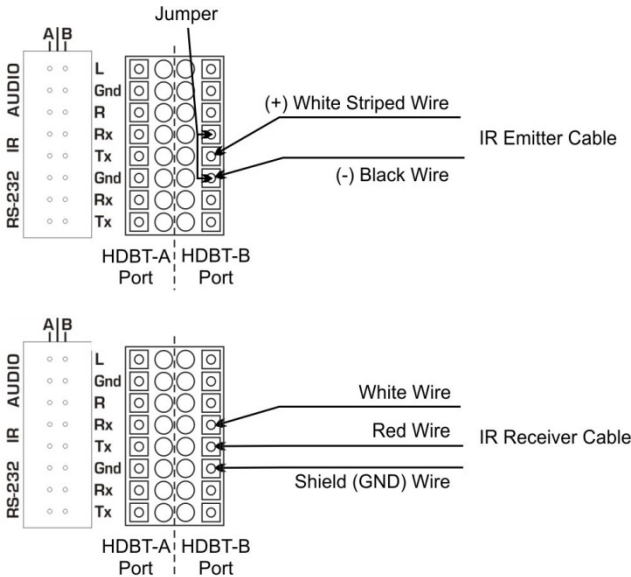 Jumper
A B
L
Gnd
R
Rx
Tx
Gnd
Rx
Tx
AUDIO
IR
RS-232
(+) White Striped Wire
IR Emitter Cable
(-) Black Wire
HDBT-A HDBT-B
Port Port
A B
L
Gnd
R
Rx
Tx
Gnd
Rx
Tx
AUDIO
IR
RS-232
White Wire
Red Wire
IR Receiver Cable
Shield (GND) Wire
HDBT-A HDBT-B
Port Port